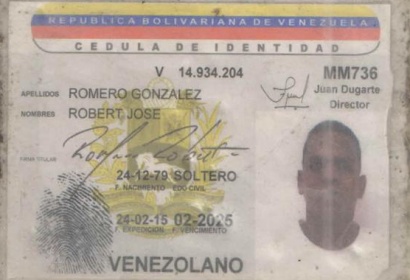 REPUBLICA BOLIVARIANA DE VENEZUELA
CEDULA DE IDENTIDAD
V 14.934.204 MM736
Juan Dugarte
Director
APELLIDOS ROMERO GONZALEZ
NOMBRES ROBERT JOSE
FIRMA TITULAR
24-12-79 SOLTERO
F. NACIMIENTO EDO CIVIL
24-02-15 02-2025
F. EXPEDICION F. VENCIMIENTO
VENEZOLANO